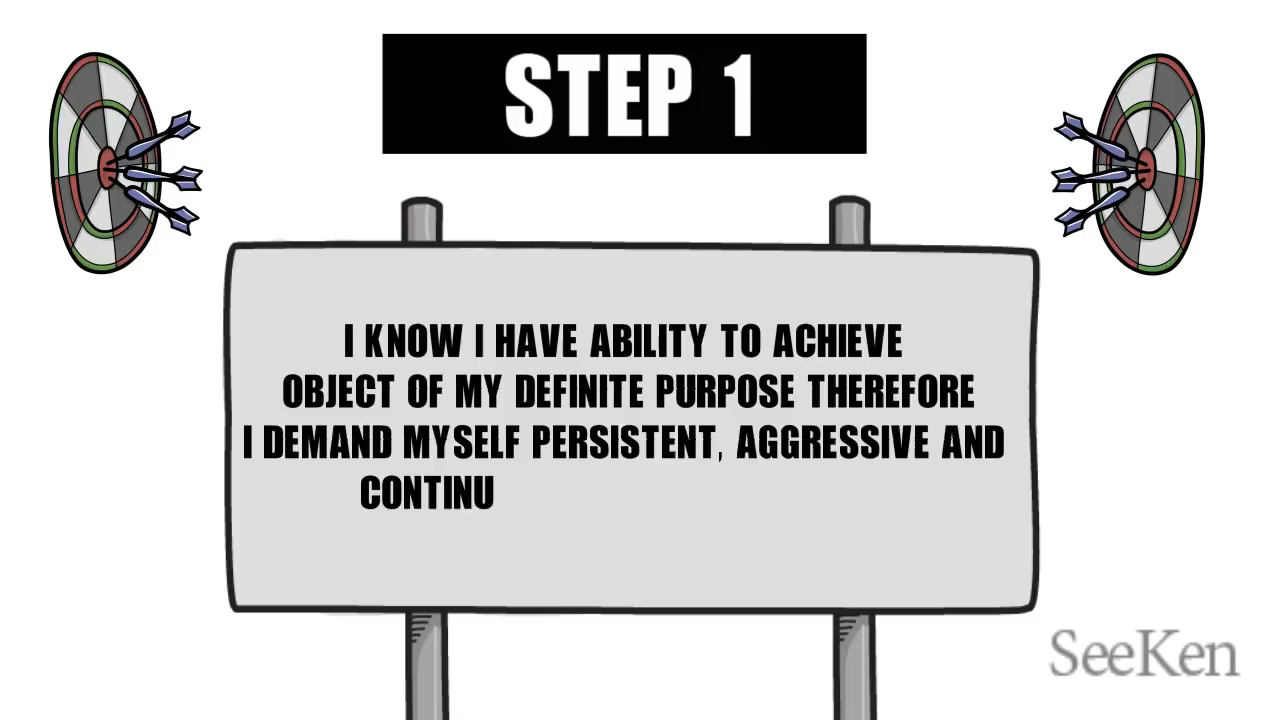 STEP 1
I KNOW I HAVE ABILITY TO ACHIEVE
OBJECT OF MY DEFINITE PURPOSE THEREFORE
I DEMAND MYSELF PERSISTENT, AGGRESSIVE AND
CONTINU
SeeKen